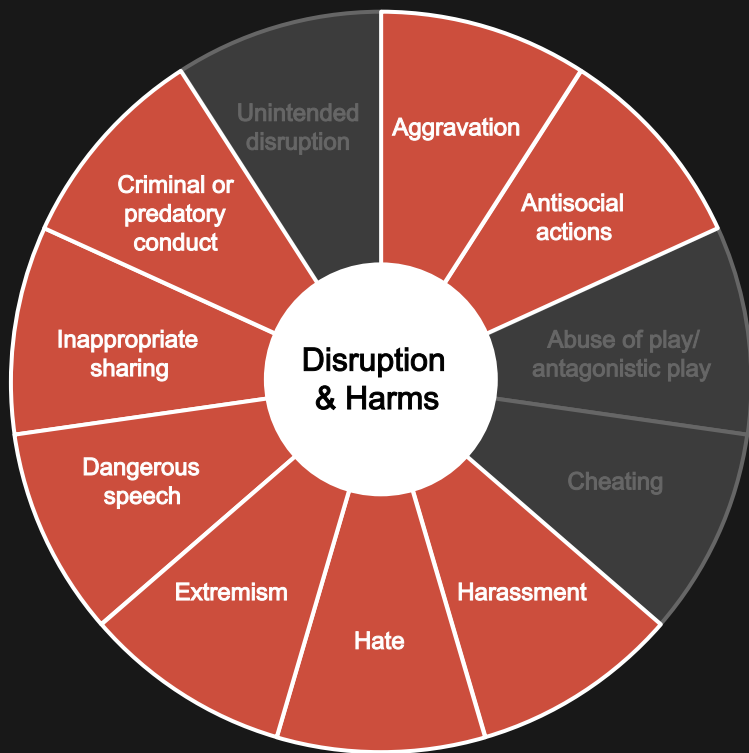 Disruption
& Harms
Aggravation
Antisocial
actions
Abuse of play/
antagonistic play
Cheating
Harassment
Hate
Extremism
Dangerous
speech
Inappropriate
sharing
Criminal or
predatory
conduct
Unintended
disruption